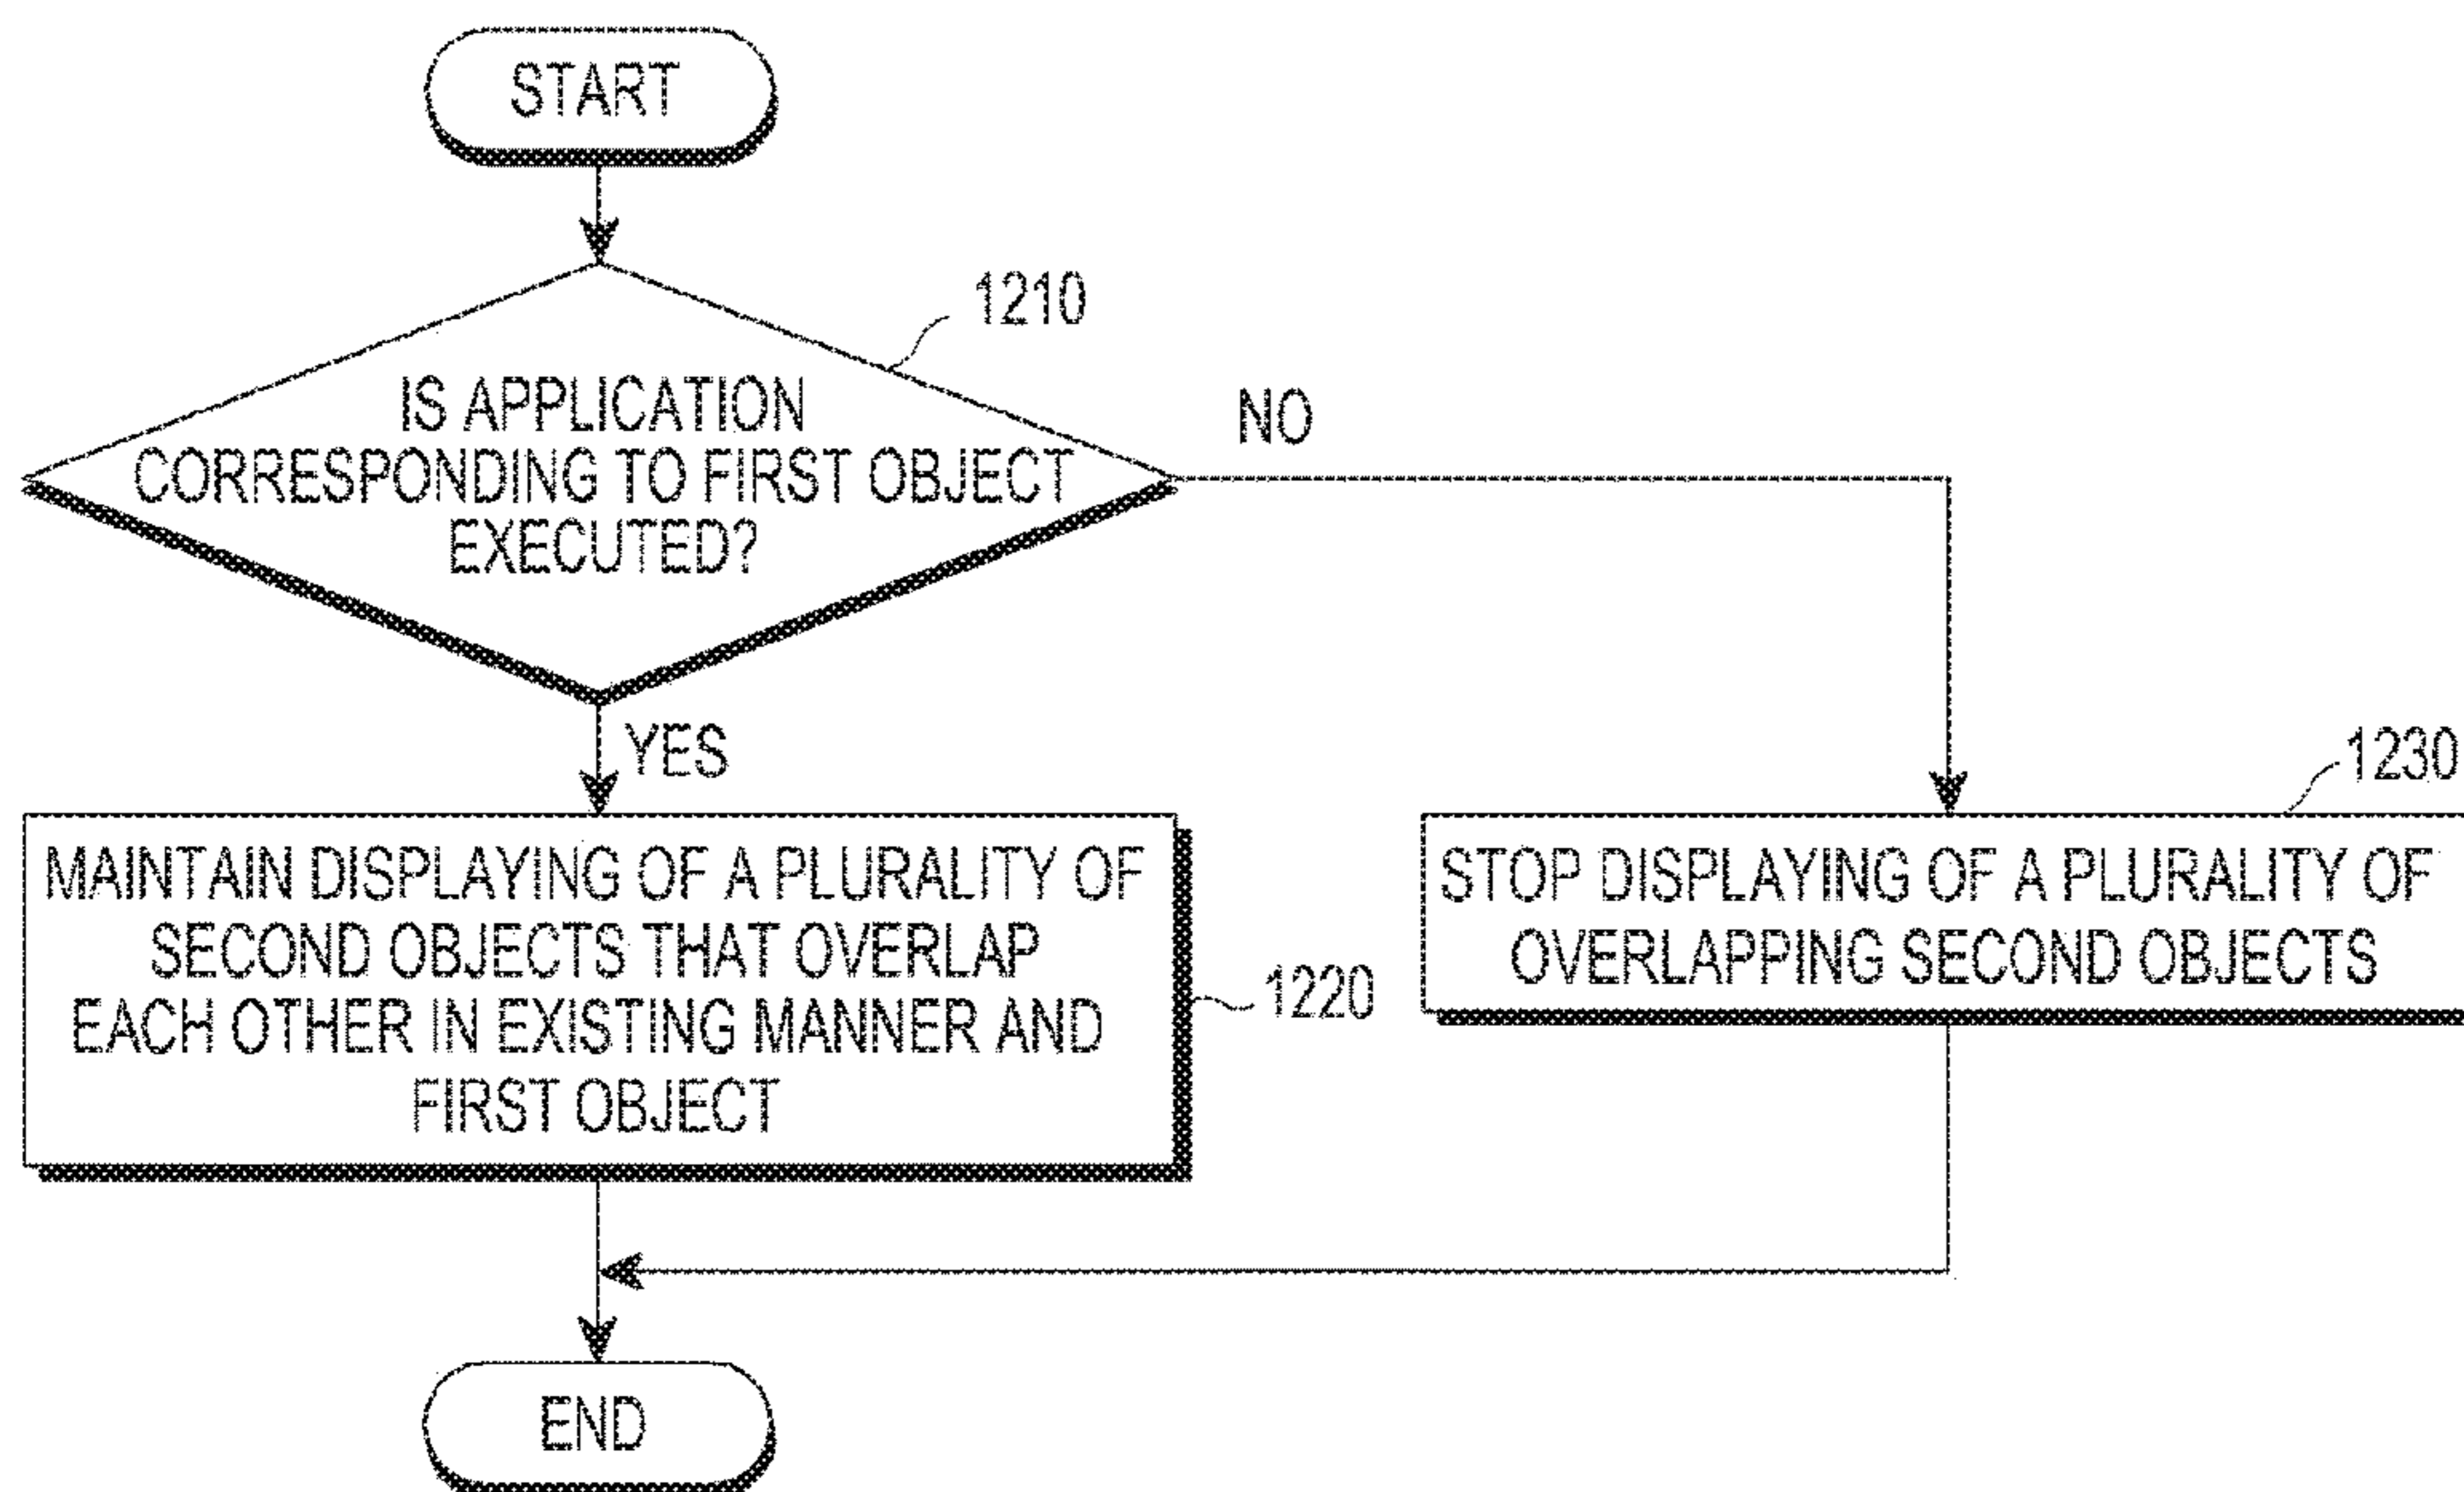 START
1210
IS APPLICATION
CORRESPONDING TO FIRST OBJECT
EXECUTED?
NO
YES
1230
MAINTAIN DISPLAYING OF A PLURALITY OF
SECOND OBJECTS THAT OVERLAP
EACH OTHER IN EXISTING MANNER AND
FIRST OBJECT
1220
STOP DISPLAYING OF A PLURALITY OF
OVERLAPPING SECOND OBJECTS
END